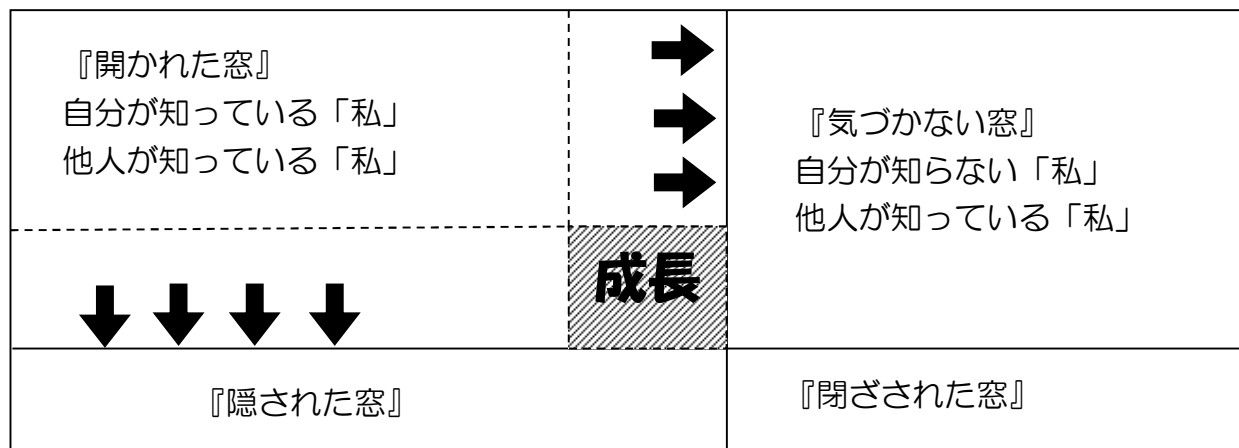 『開かれた窓』
自分が知っている「私」
他人が知っている「私」
『気づかない窓』
自分が知らない「私」
他人が知っている「私」
成長
『隠された窓』
『閉ざされた窓』